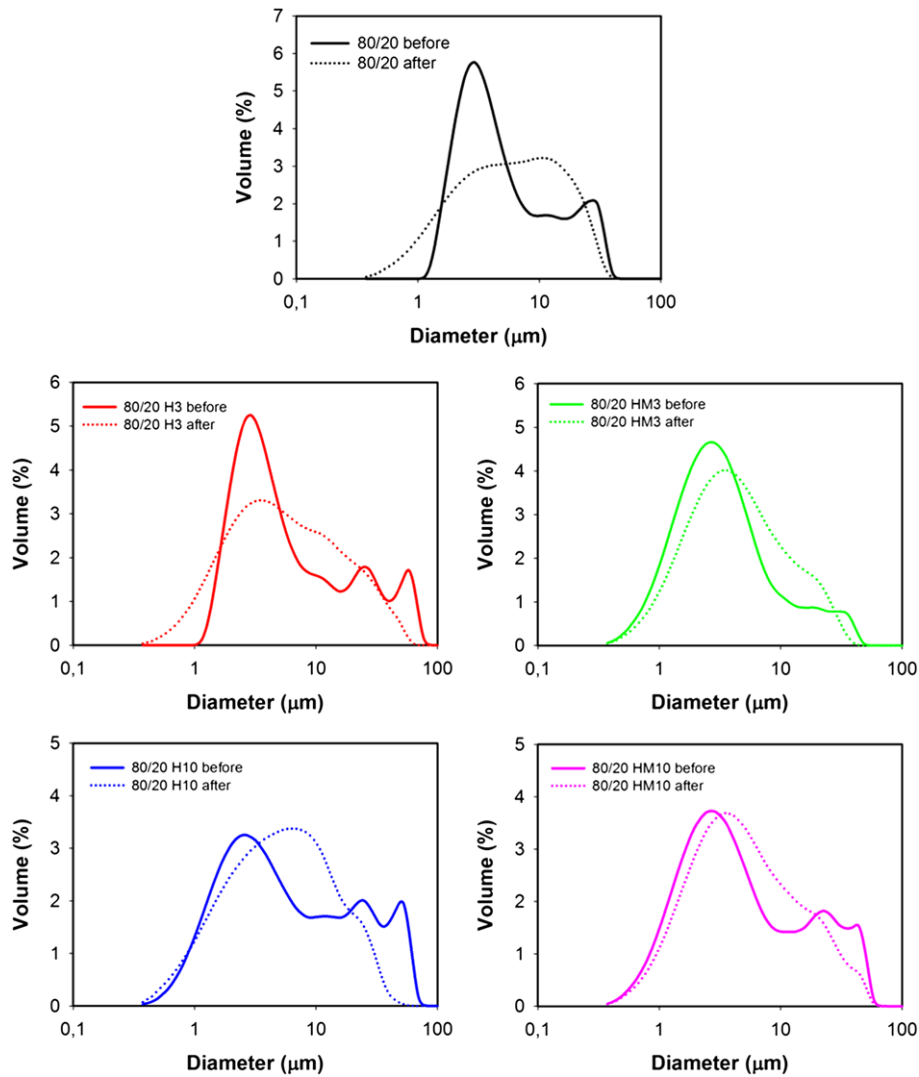 80/20 before
80/20 after
7
6
5
4
3
2
1
0
Volume (%)
0,1 1 10 100
Diameter (μm)
80/20 H3 before
80/20 H3 after
6
5
4
3
2
1
0
Volume (%)
0,1 1 10 100
Diameter (μm)
80/20 HM3 before
80/20 HM3 after
6
5
4
3
2
1
0
Volume (%)
0,1 1 10 100
Diameter (μm)
80/20 H10 before
80/20 H10 after
5
4
3
2
1
0
Volume (%)
0,1 1 10 100
Diameter (μm)
80/20 HM10 before
80/20 HM10 after
5
4
3
2
1
0
Volume (%)
0,1 1 10 100
Diameter (μm)